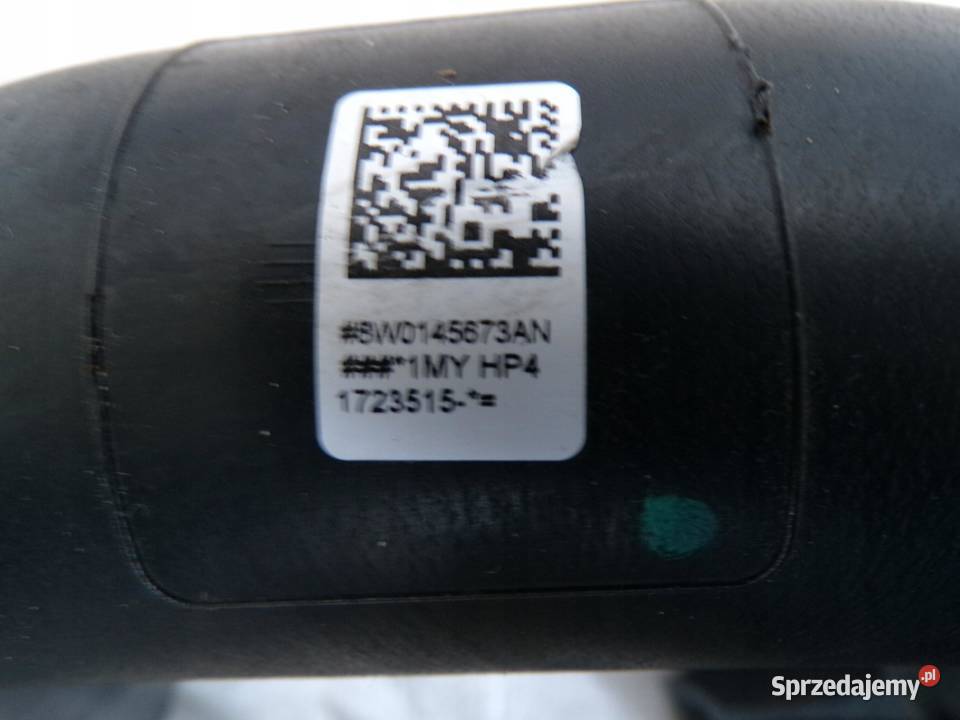 #8W0145673AN
###*1MY HP4
1723515-*=
Sprzedajemy.pl